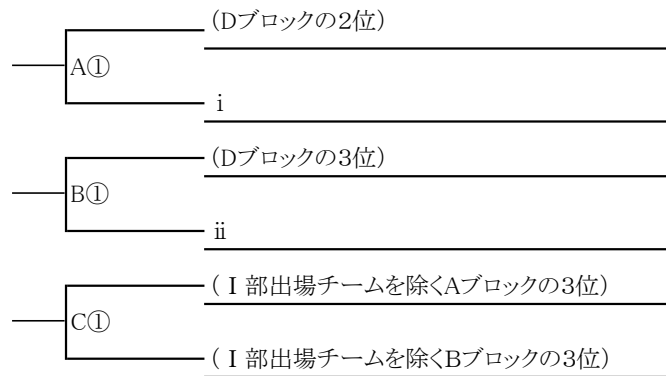 (Dブロックの2位)
A①
ⅰ
(Dブロックの3位)
B①
ⅱ
(Ⅰ部出場チームを除くAブロックの3位)
C①
(Ⅰ部出場チームを除くBブロックの3位)